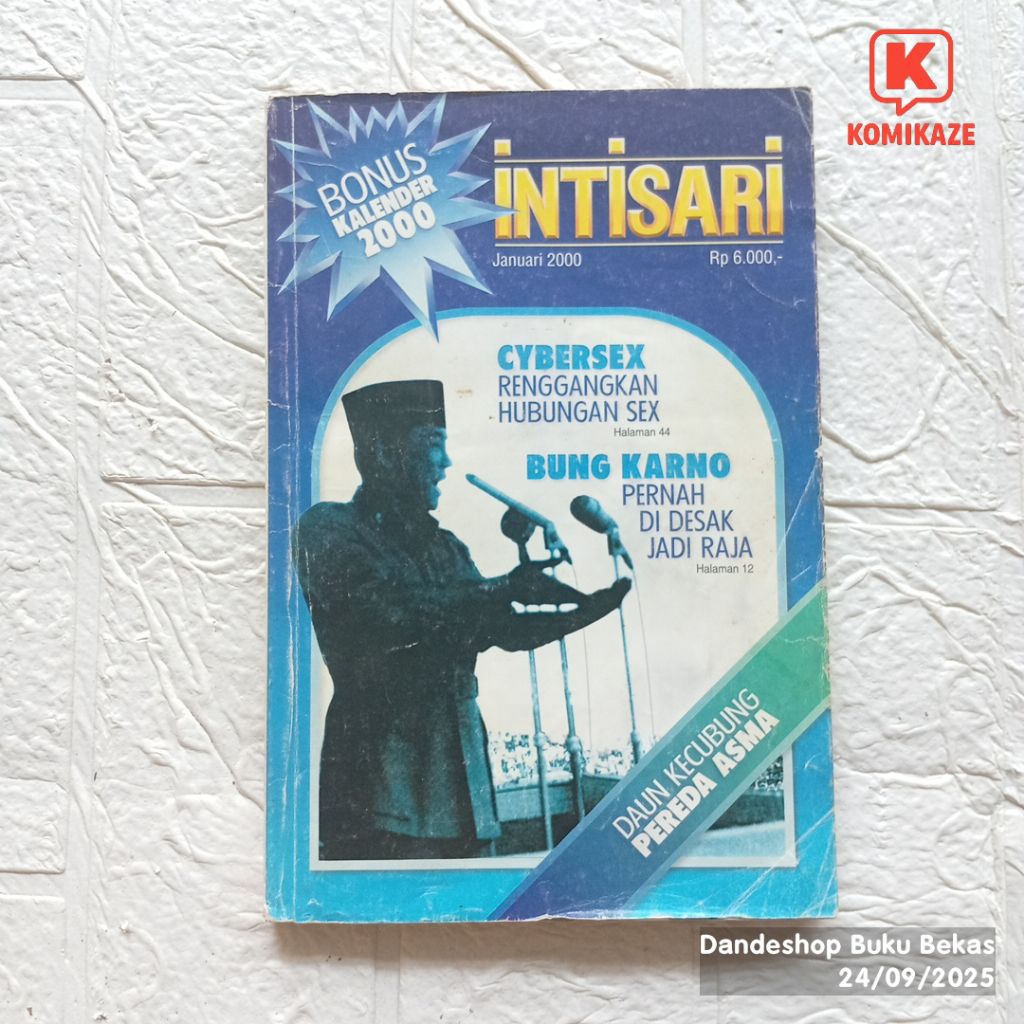 K
KOMIKAZE
BONUS
KALENDER
2000
INTISARI
Januari 2000
Rp 6.000,-
CYBERSEX
RENGGANGKAN
HUBUNGAN SEX
Halaman 44
BUNG KARNO
PERNAH
DI DESAK
JADI RAJA
Halaman 12
DAUN KECUBUNG
PEREDA ASMA
Dandeshop Buku Bekas
24/09/2025